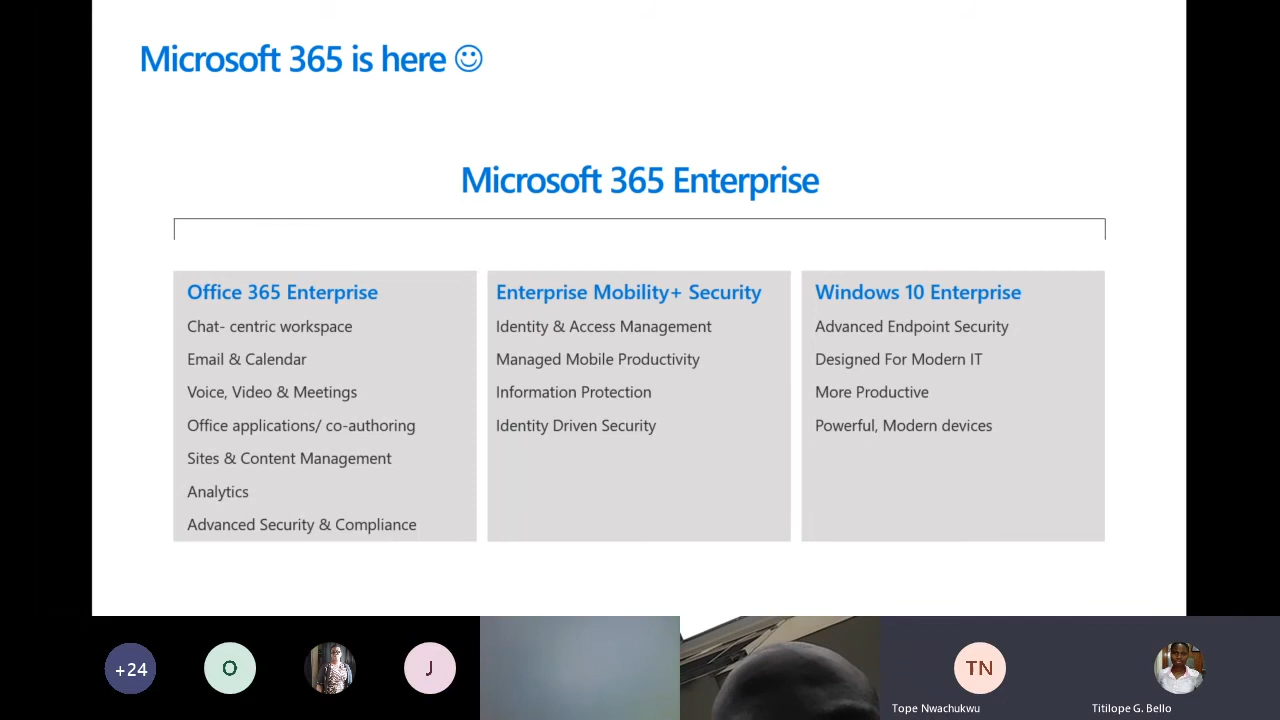 Microsoft 365 is here ☺
Microsoft 365 Enterprise
Office 365 Enterprise
Chat- centric workspace
Email & Calendar
Voice, Video & Meetings
Office applications/ co-authoring
Sites & Content Management
Analytics
Advanced Security & Compliance
Enterprise Mobility+ Security
Identity & Access Management
Managed Mobile Productivity
Information Protection
Identity Driven Security
Windows 10 Enterprise
Advanced Endpoint Security
Designed For Modern IT
More Productive
Powerful, Modern devices
+24
O
J
TN
Tope Nwachukwu
Titilope G. Bello